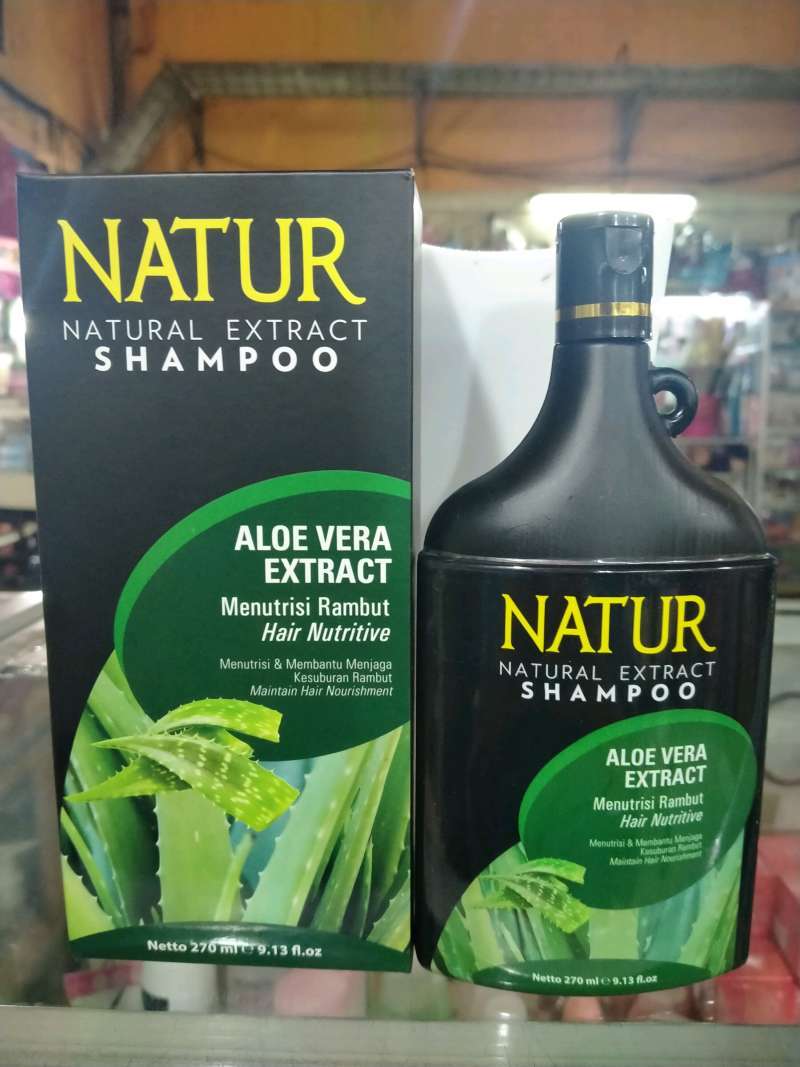 NATUR
NATURAL EXTRACT
SHAMPOO
ALOE VERA
EXTRACT
Menutrisi Rambut
Hair Nutritive
Menutrisi & Membantu Menjaga
Kesuburan Rambut
Maintain Hair Nourishment
Netto 270 ml ℮ 9.13 fl.oz
NATUR
NATURAL EXTRACT
SHAMPOO
ALOE VERA
EXTRACT
Menutrisi Rambut
Hair Nutritive
Menutrisi & Membantu Menjaga
Kesuburan Rambut
Maintain Hair Nourishment
Netto 270 ml ℮ 9.13 fl.oz